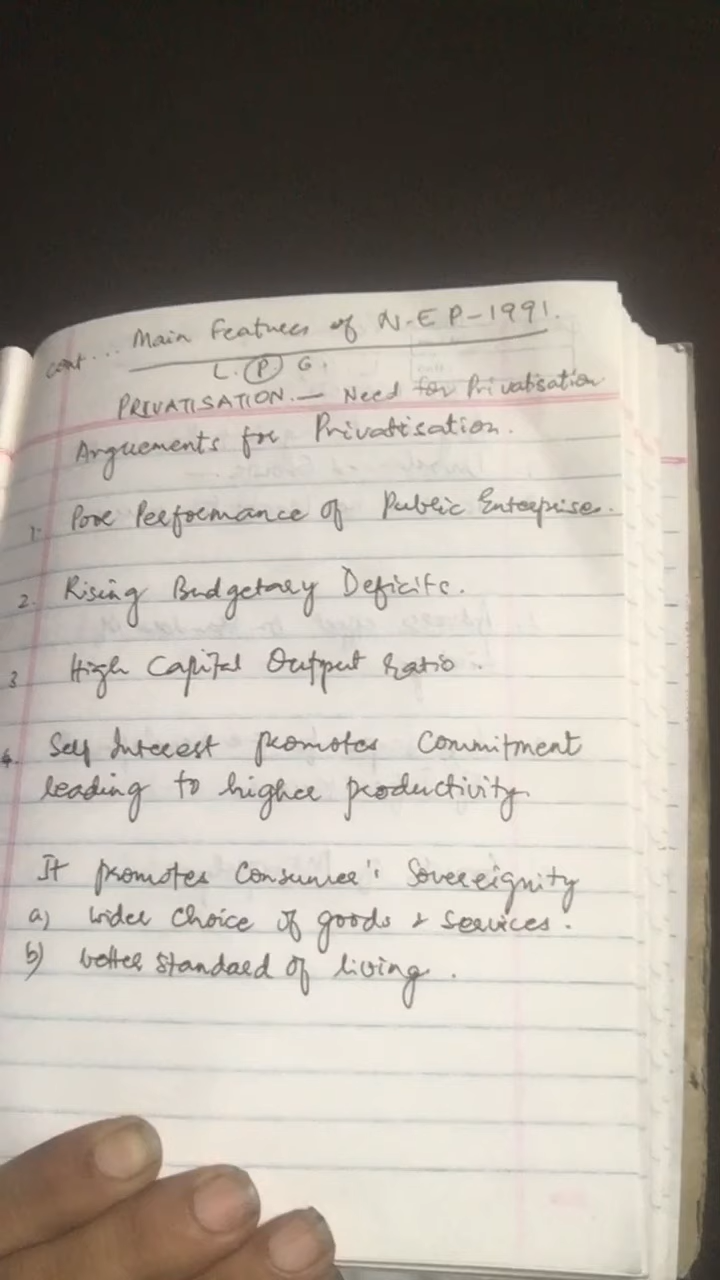 cont... Main Features of N.E P-1991.
L. P G.
PRIVATISATION. — Need for Privatisation
Arguements for Privatisation.
1. Poor Performance of Public Enterprise.
2. Rising Budgetary Deficits.
3 High Capital Output ratio.
4. Self Interest promotes Commitment
leading to higher productivity.
It promotes Consumer's Sovereignity
a) wider choice of goods & services.
b) better standard of living.